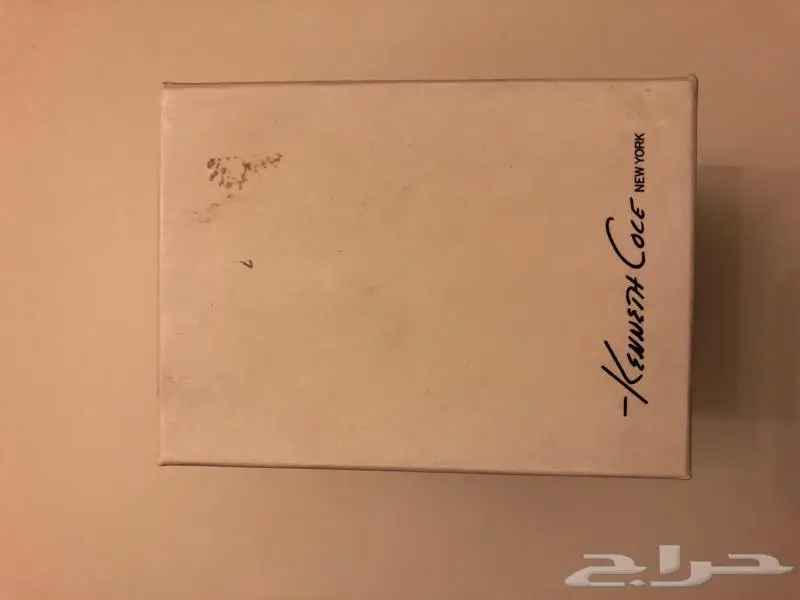 —KENNETH COLE NEW YORK
حراج